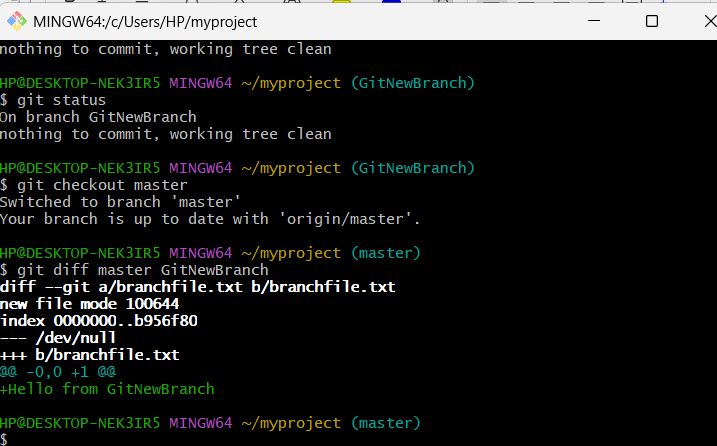 MINGW64:/c/Users/HP/myproject
nothing to commit, working tree clean
HP@DESKTOP-NEK3IR5 MINGW64 ~/myproject (GitNewBranch)
$ git status
On branch GitNewBranch
nothing to commit, working tree clean
HP@DESKTOP-NEK3IR5 MINGW64 ~/myproject (GitNewBranch)
$ git checkout master
Switched to branch 'master'
Your branch is up to date with 'origin/master'.
HP@DESKTOP-NEK3IR5 MINGW64 ~/myproject (master)
$ git diff master GitNewBranch
diff --git a/branchfile.txt b/branchfile.txt
new file mode 100644
index 0000000..b956f80
--- /dev/null
+++ b/branchfile.txt
@@ -0,0 +1 @@
+Hello from GitNewBranch
HP@DESKTOP-NEK3IR5 MINGW64 ~/myproject (master)
$